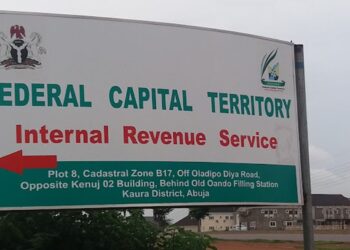 EDERAL CAPITAL TERRITORY
Internal Revenue Service
Plot 8, Cadastral Zone B17, Off Oladipo Diya Road,
Opposite Kenuj 02 Building, Behind Old Oando Filling Station
Kaura District, Abuja